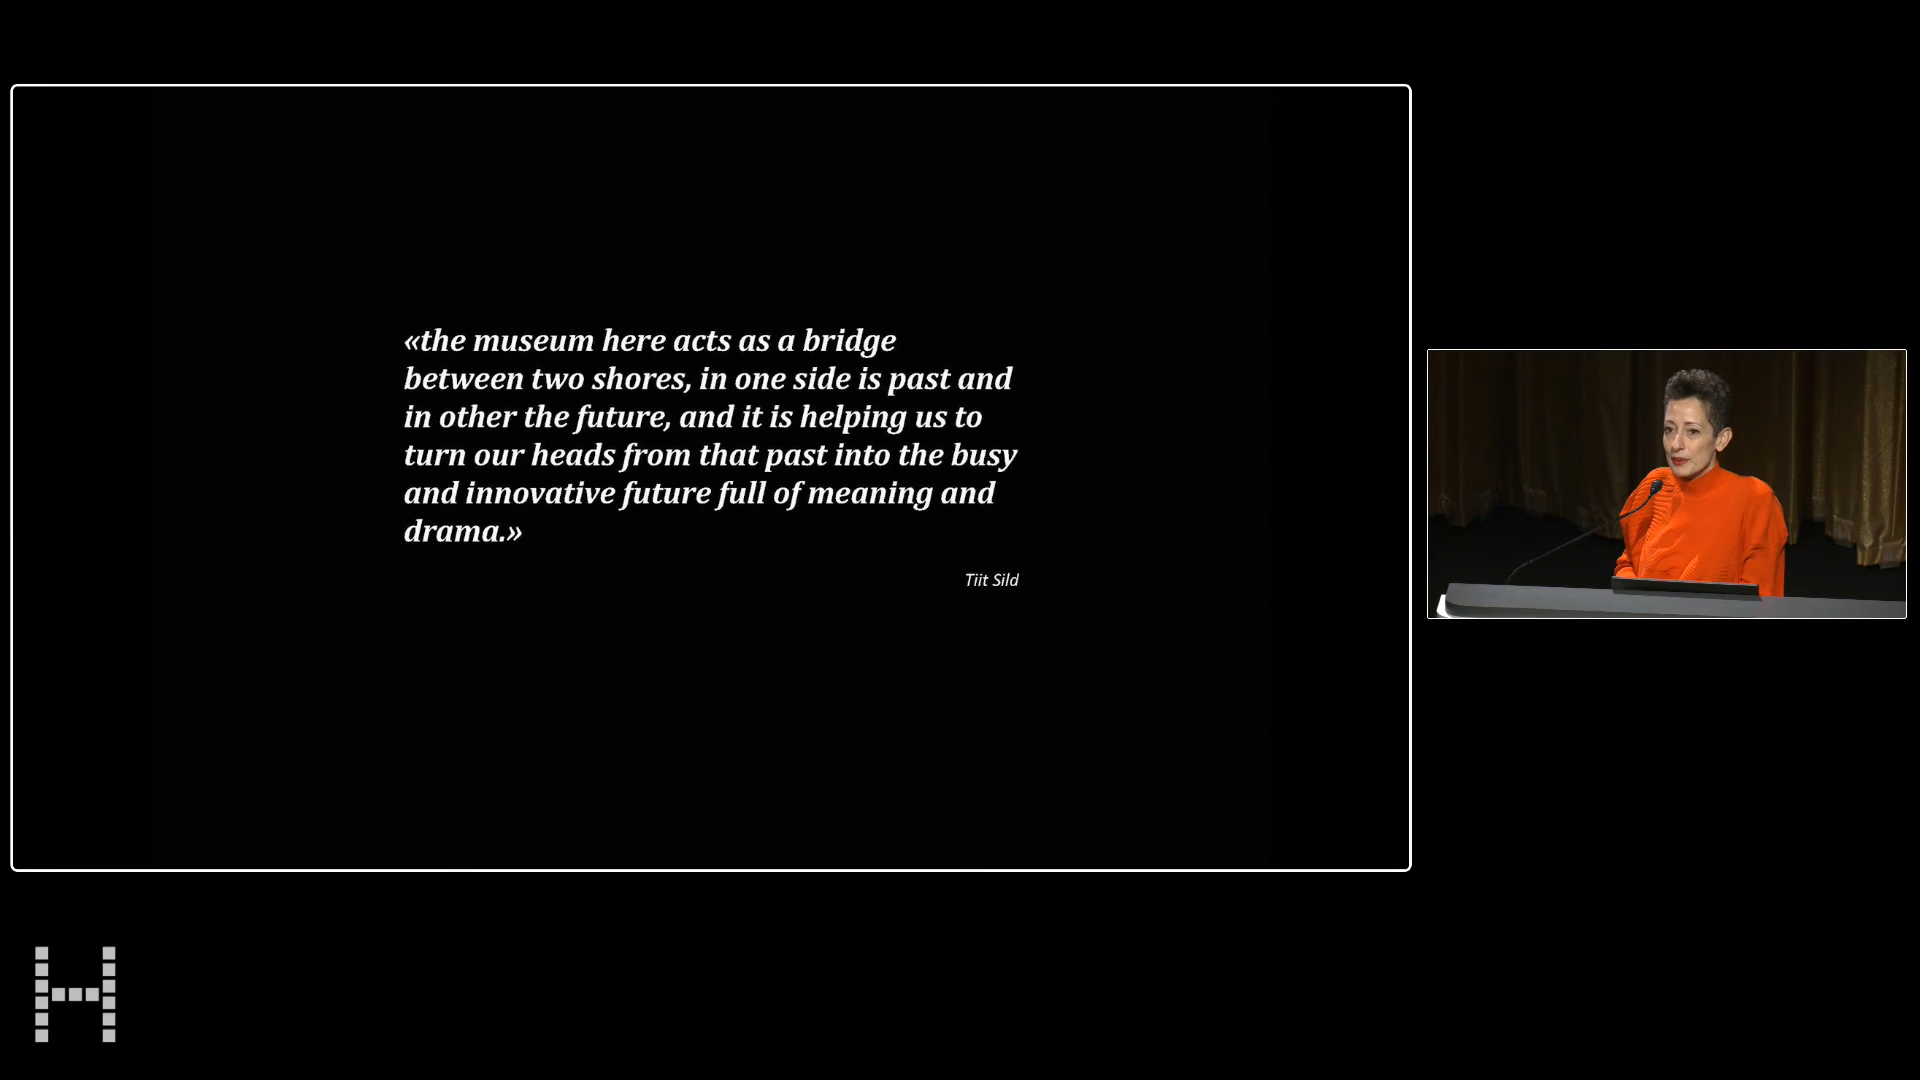 «the museum here acts as a bridge
between two shores, in one side is past and
in other the future, and it is helping us to
turn our heads from that past into the busy
and innovative future full of meaning and
drama.»
Tiit Sild
H